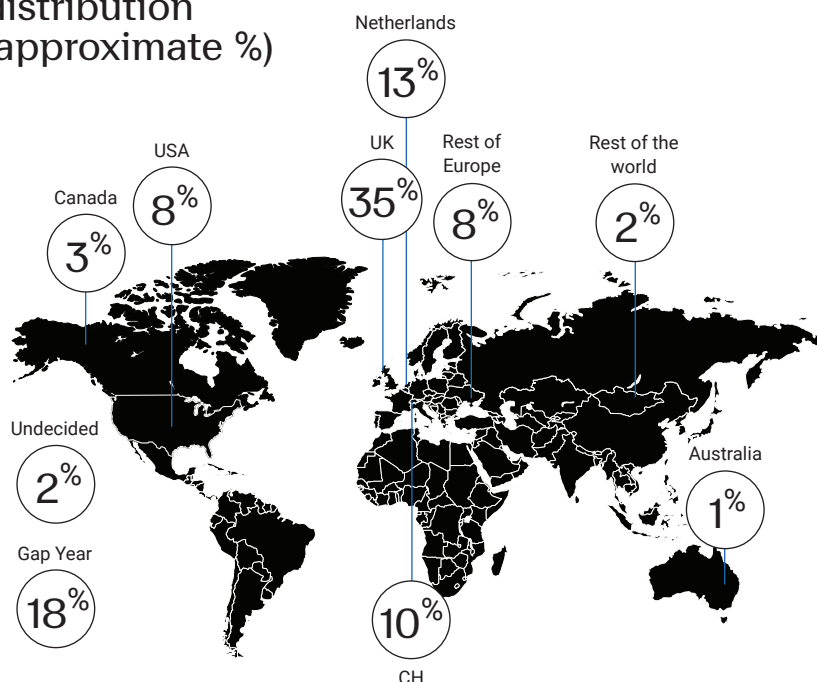 distribution
(approximate %)
Netherlands
13%
UK
35%
Rest of
Europe
8%
Rest of the
world
2%
USA
8%
Canada
3%
Undecided
2%
Gap Year
18%
Australia
1%
10%
CH